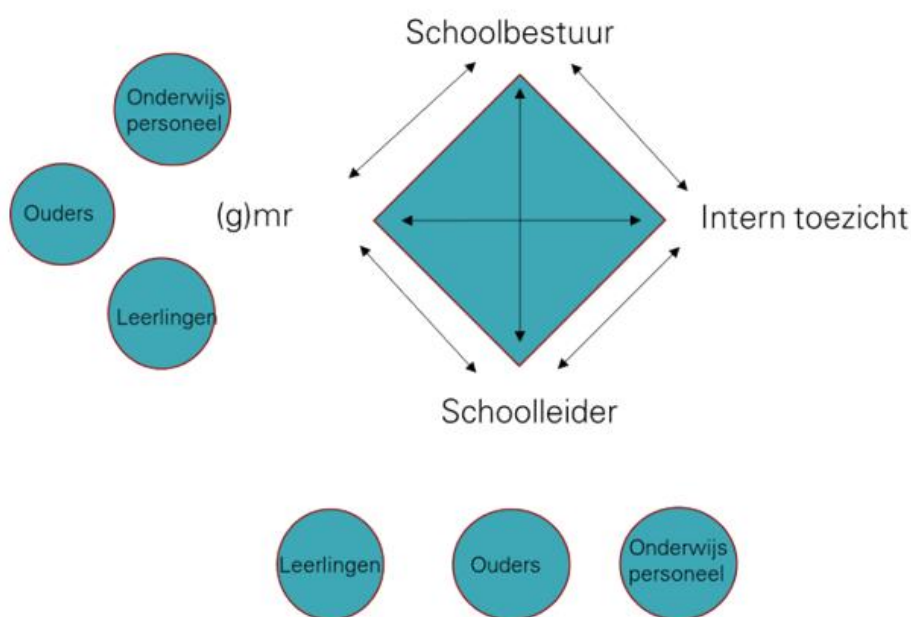 Schoolbestuur
Onderwijs
personeel
Ouders
(g)mr
Intern toezicht
Leerlingen
Schoolleider
Leerlingen
Ouders
Onderwijs
personeel